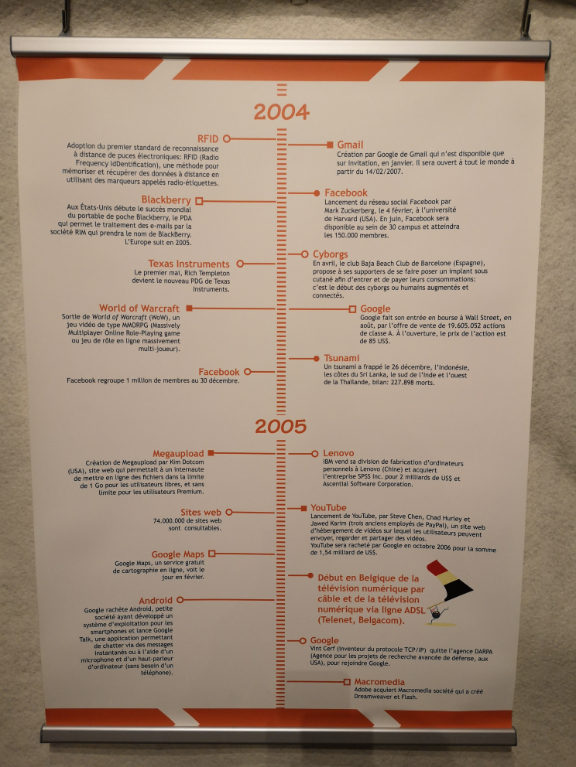 2004
RFID
Adoption du premier standard de reconnaissance
à distance de puces électroniques: RFID (Radio
Frequency IdDentification), une méthode pour
mémoriser et récupérer des données à distance en
utilisant des marqueurs appelés radio-étiquettes.
Gmail
Création par Google de Gmail qui n'est disponible que
sur invitation, en janvier. Il sera ouvert à tout le monde à
partir du 14/02/2007.
Blackberry
Aux États-Unis débute le succès mondial
du portable de poche Blackberry, le PDA
qui permet le traitement des e-mails par la
société RIM qui prendra le nom de BlackBerry.
L'Europe suit en 2005.
Facebook
Lancement du réseau social Facebook par
Mark Zuckerberg, le 4 février, à l'université
de Harvard (USA). En juin, Facebook sera
disponible au sein de 30 campus et atteindra
les 150.000 membres.
Texas Instruments
Le premier mai, Rich Templeton
devient le nouveau PDG de Texas
Instruments.
Cyborgs
En avril, le club Baja Beach Club de Barcelone (Espagne),
propose à ses supporters de se faire poser un implant sous
cutané afin d'entrer et de payer leurs consommations:
c'est le début des cyborgs ou humains augmentés et
connectés.
World of Warcraft
Sortie de World of Warcraft (WoW), un
jeu vidéo de type MMORPG (Massively
Multiplayer Online Role-Playing game
ou jeu de rôle en ligne massivement
multi-joueur).
Google
Google fait son entrée en bourse à Wall Street, en
août, par l'offre de vente de 19.605.052 actions
de classe A. À l'ouverture, le prix de l'action est
de 85 US$.
Facebook
Facebook regroupe 1 million de membres au 30 décembre.
Tsunami
Un tsunami a frappé le 26 décembre, l'Indonésie,
les côtes du Sri Lanka, le sud de l'Inde et l'ouest
de la Thaïlande, bilan: 227.898 morts.
2005
Megaupload
Création de Megaupload par Kim Dotcom
(USA), site web qui permettait à un internaute
de mettre en ligne des fichiers dans la limite
de 1 Go pour les utilisateurs libres, et sans
limite pour les utilisateurs Premium.
Lenovo
IBM vend sa division de fabrication d'ordinateurs
personnels à Lenovo (Chine) et acquiert
l'entreprise SPSS Inc. pour 2 milliards de US$ et
Ascential Software Corporation.
Sites web
74.000.000 de sites web
sont consultables.
YouTube
Lancement de YouTube, par Steve Chen, Chad Hurley et
Jawed Karim (trois anciens employés de PayPal), un site web
d'hébergement de vidéos sur lequel les utilisateurs peuvent
envoyer, regarder et partager des vidéos.
YouTube sera racheté par Google en octobre 2006 pour la somme
de 1,54 milliard de US$.
Google Maps
Google Maps, un service gratuit
de cartographie en ligne, voit le
jour en février.
Début en Belgique de la
télévision numérique par
câble et de la télévision
numérique via ligne ADSL
(Telenet, Belgacom).
Android
Google rachète Android, petite
société ayant développé un
système d'exploitation pour les
smartphones et lance Google
Talk, une application permettant
de chatter via des messages
instantanés ou à l'aide d'un
microphone et d'un haut-parleur
d'ordinateur (sans besoin d'un
téléphone).
Google
Vint Cerf (inventeur du protocole TCP/IP) quitte l'agence DARPA
(Agence pour les projets de recherche avancée de défense, aux
USA), pour rejoindre Google.
Macromedia
Adobe acquiert Macromedia société qui a créé
Dreamweaver et Flash.